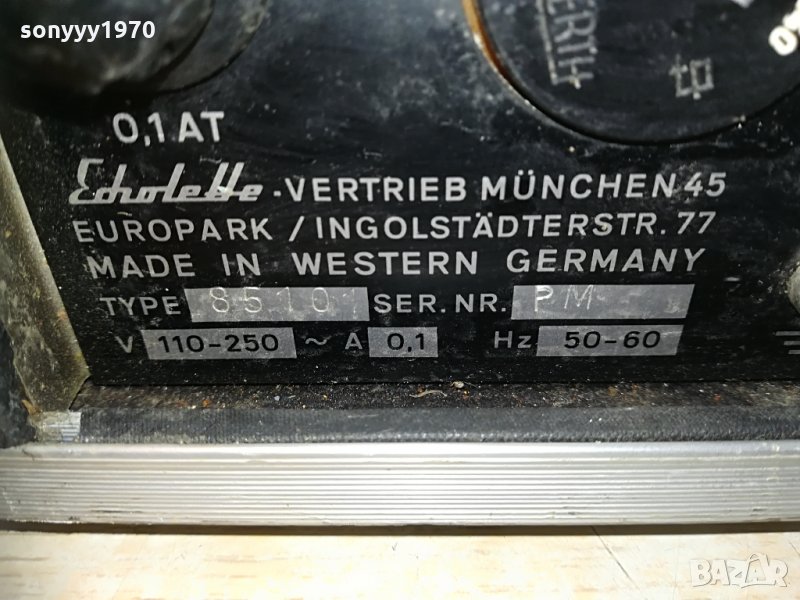 sonyyy1970
0,1 AT
Echolette - VERTRIEB MÜNCHEN 45
EUROPARK / INGOLSTÄDTERSTR. 77
MADE IN WESTERN GERMANY
TYPE 85101 SER. NR. PM
V 110-250 ~ A 0,1 Hz 50-60
BAZAR